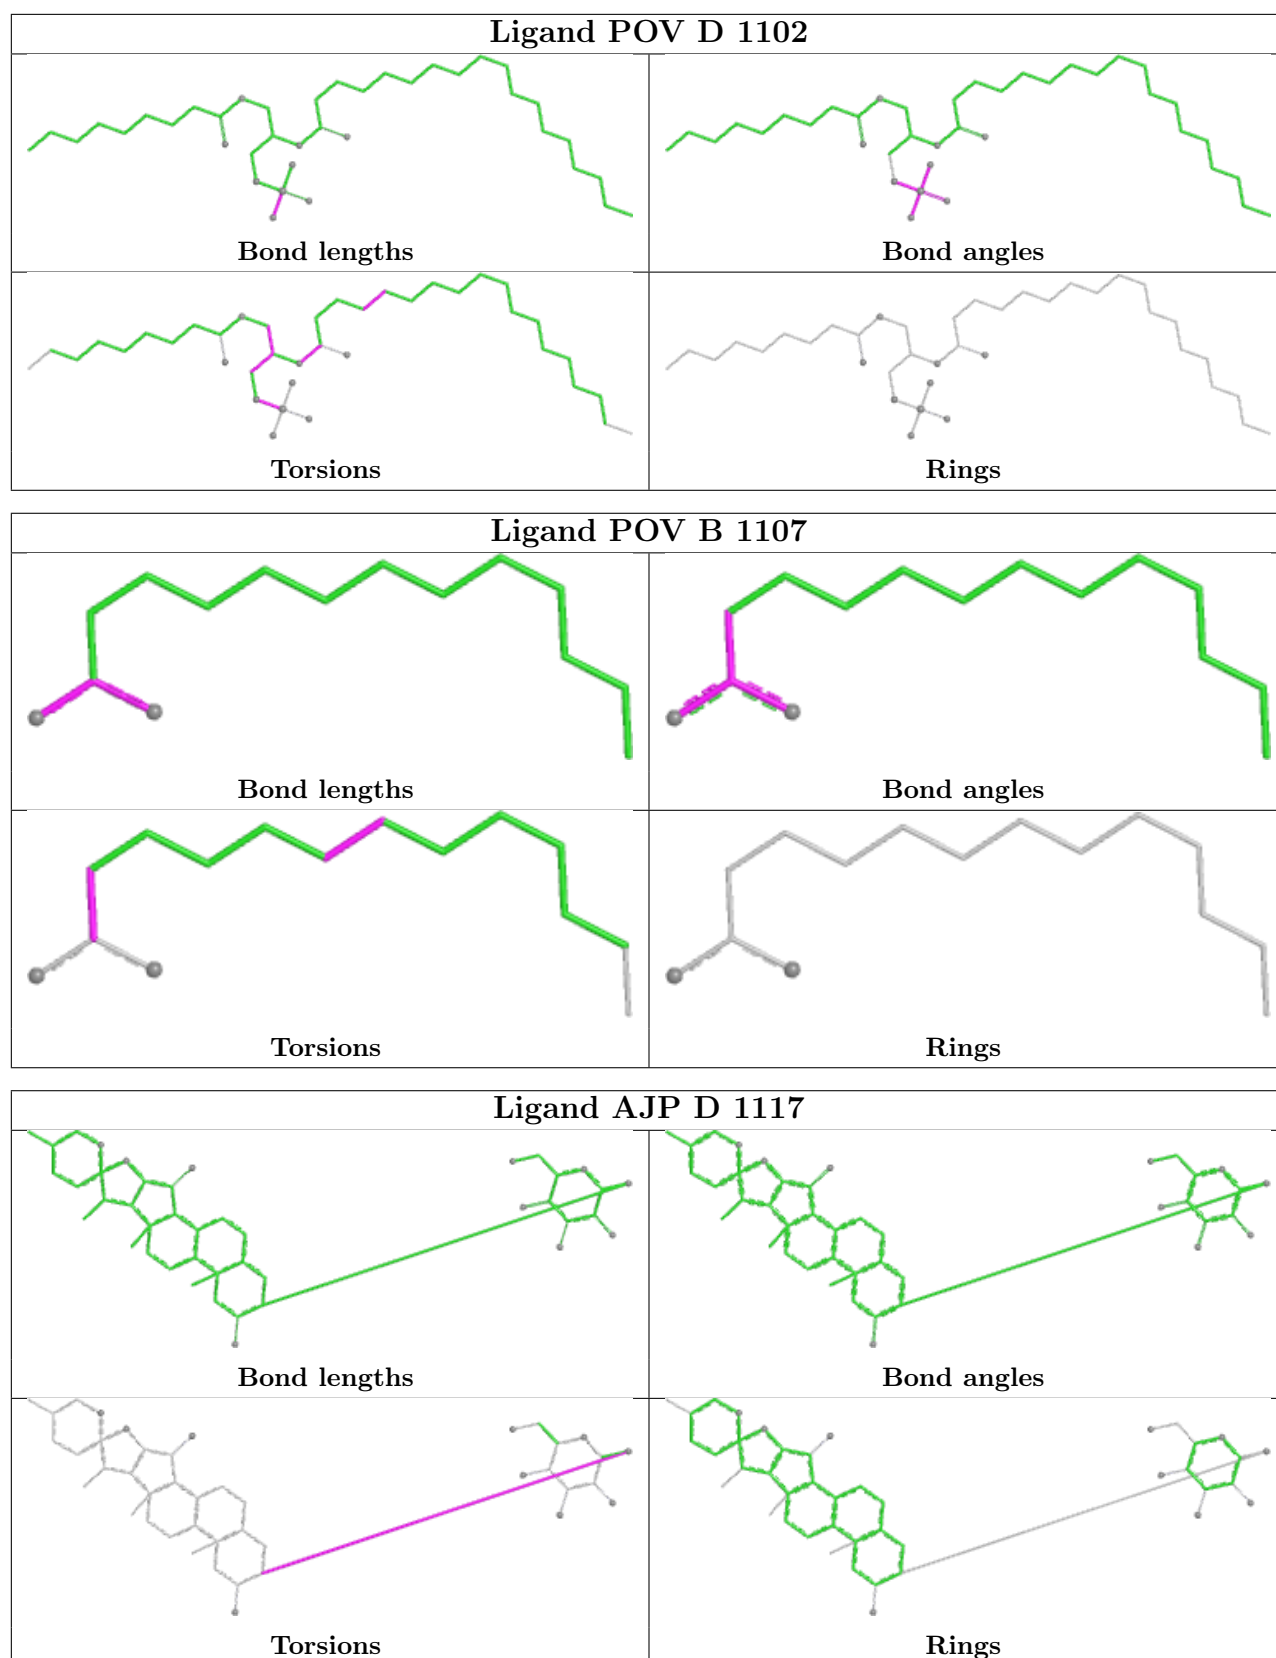 Ligand POV D 1102
Bond lengths
Bond angles
Torsions
Rings
Ligand POV B 1107
Bond lengths
Bond angles
Torsions
Rings
Ligand AJP D 1117
Bond lengths
Bond angles
Torsions
Rings